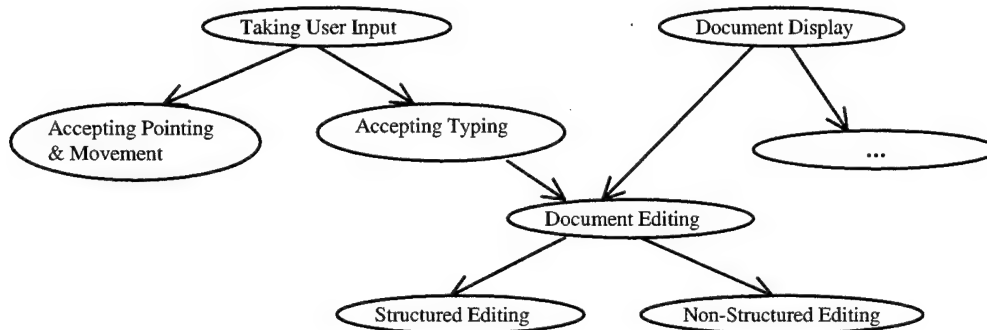 Taking User Input
Document Display
Accepting Pointing
& Movement
Accepting Typing
...
Document Editing
Structured Editing
Non-Structured Editing